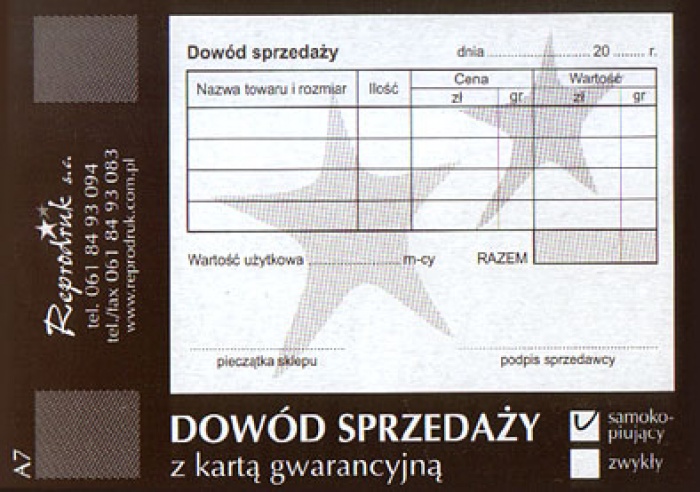 Dowód sprzedaży
dnia .............................. 20 ........ r.
Nazwa towaru i rozmiar Ilość Cena Wartość
zł gr zł gr
Wartość użytkowa .......................... m-cy RAZEM
pieczątka sklepu podpis sprzedawcy
DOWÓD SPRZEDAŻY
z kartą gwarancyjną
samoko-
piujący
zwykły
Reprodruk s.c.
tel. 061 84 93 094
tel./fax 061 84 93 083
www.reprodruk.com.pl
A7